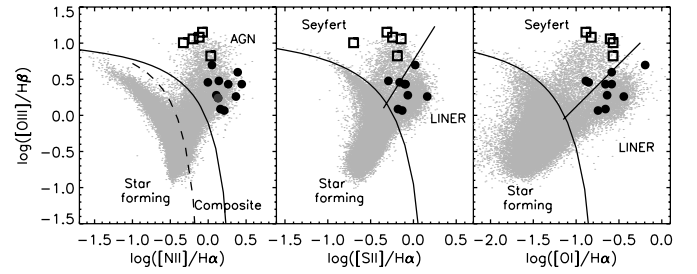 log([OIII]/Hβ)
1.5
1.0
0.5
0.0
−0.5
−1.0
−1.5
AGN
Star
forming
Composite
−1.5 −1.0 −0.5 0.0 0.5
log([NII]/Hα)
Seyfert
LINER
Star
forming
−1.0 −0.5 0.0 0.5
log([SII]/Hα)
Seyfert
LINER
Star
forming
−2.0 −1.5 −1.0 −0.5 0.0
log([OI]/Hα)